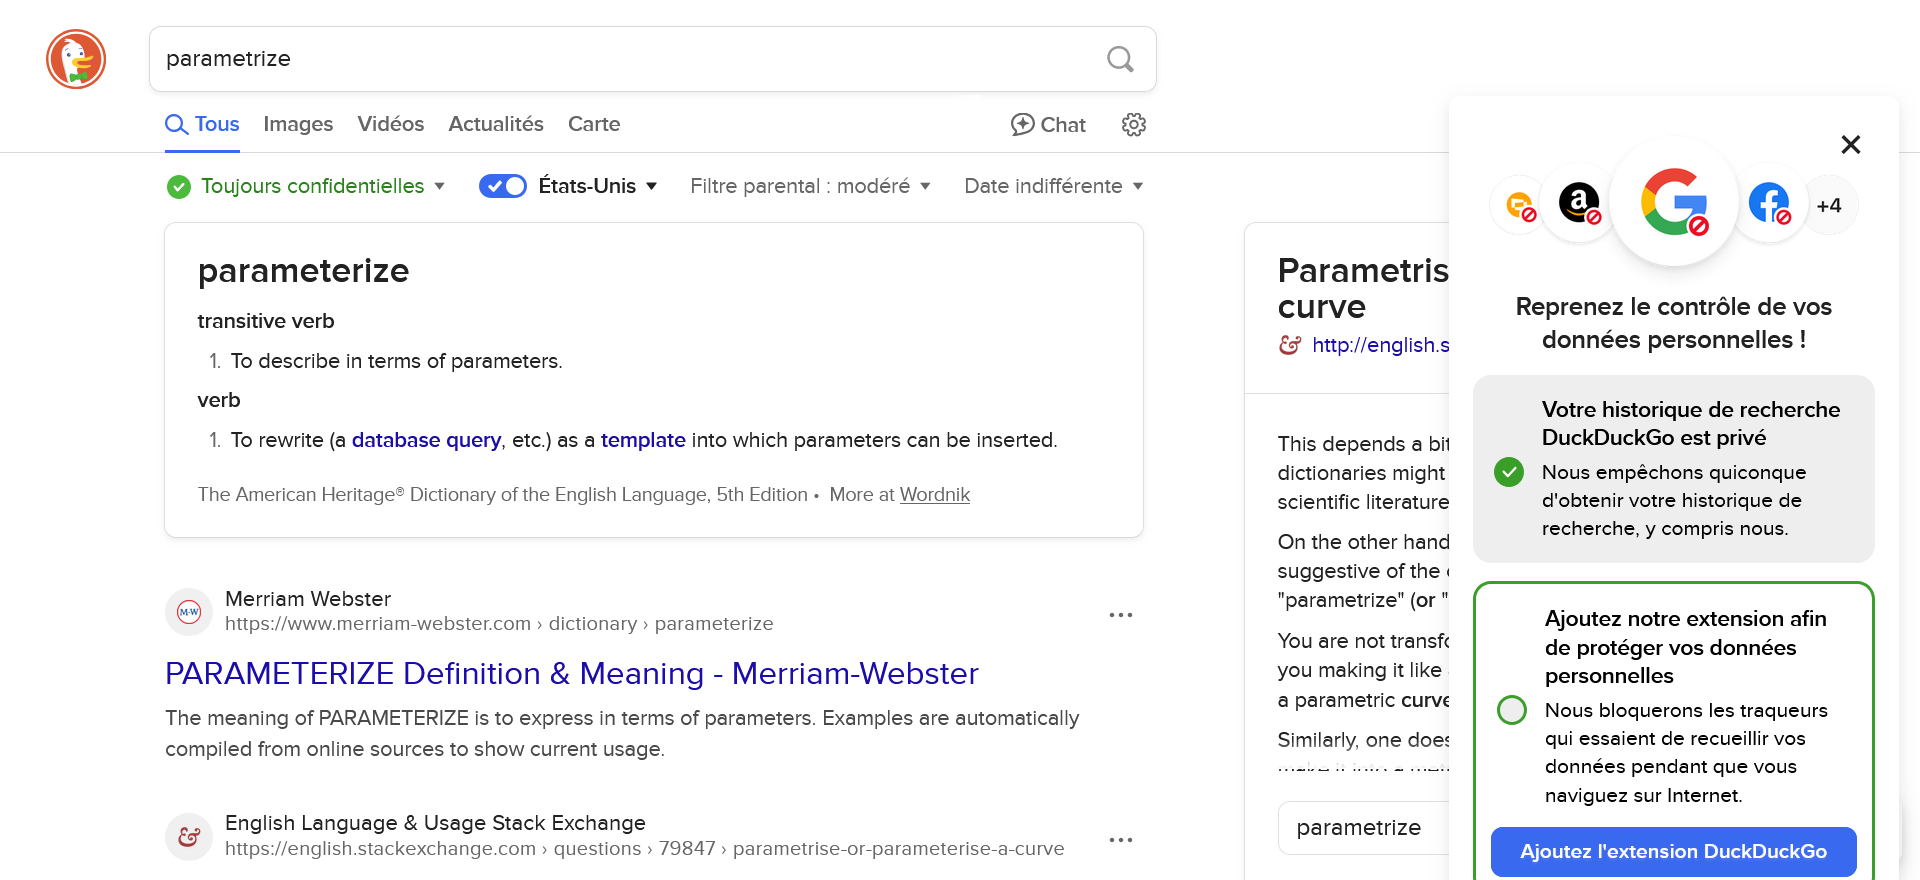 parametrize
Tous Images Vidéos Actualités Carte Chat
Toujours confidentielles États-Unis Filtre parental : modéré Date indifférente
parameterize
transitive verb
1. To describe in terms of parameters.
verb
1. To rewrite (a database query, etc.) as a template into which parameters can be inserted.
The American Heritage® Dictionary of the English Language, 5th Edition • More at Wordnik
M-W
Merriam Webster
https://www.merriam-webster.com › dictionary › parameterize
PARAMETERIZE Definition & Meaning - Merriam-Webster
The meaning of PARAMETERIZE is to express in terms of parameters. Examples are automatically
compiled from online sources to show current usage.
English Language & Usage Stack Exchange
https://english.stackexchange.com › questions › 79847 › parametrise-or-parameterise-a-curve
Parametris
curve
http://english.s
This depends a bit
dictionaries might
scientific literature
On the other hand
suggestive of the
"parametrize" (or "
You are not transfo
you making it like
a parametric curve
Similarly, one does
parametrize
+4
Reprenez le contrôle de vos
données personnelles !
Votre historique de recherche
DuckDuckGo est privé
Nous empêchons quiconque
d'obtenir votre historique de
recherche, y compris nous.
Ajoutez notre extension afin
de protéger vos données
personnelles
Nous bloquerons les traqueurs
qui essaient de recueillir vos
données pendant que vous
naviguez sur Internet.
Ajoutez l'extension DuckDuckGo